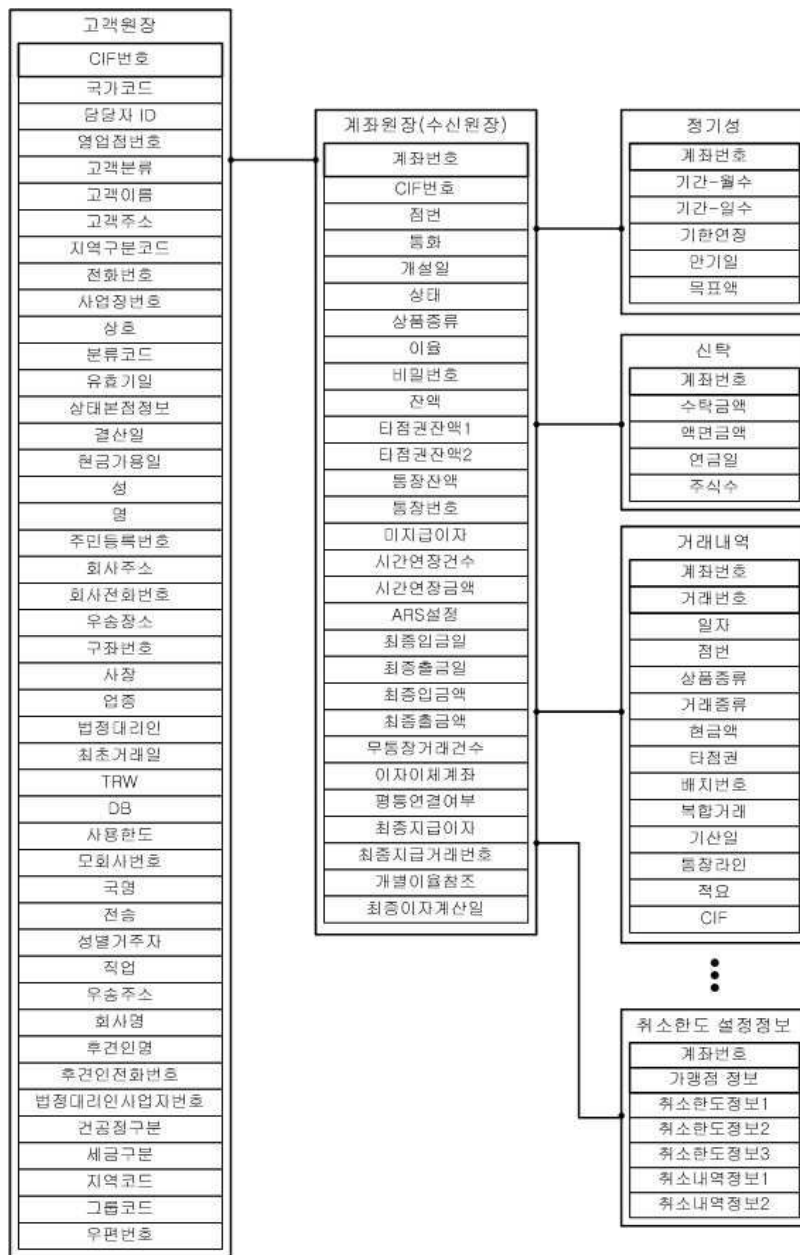 고객원장
CIF번호
국가코드
담당자 ID
영업점번호
고객분류
고객이름
고객주소
지역구분코드
전화번호
사업장번호
상호
분류코드
유효기일
상태본점정보
결산일
현금가용일
성
명
주민등록번호
회사주소
회사전화번호
우송장소
구좌번호
사장
업종
법정대리인
최초거래일
TRW
DB
사용한도
모회사번호
국명
전송
성별거주자
직업
우송주소
회사명
후견인명
후견인전화번호
법정대리인사업자번호
건공정구분
세금구분
지역코드
그룹코드
우편번호
계좌원장(수신원장)
계좌번호
CIF번호
점번
통화
개설일
상태
상품종류
이율
비밀번호
잔액
타점권잔액1
타점권잔액2
통장잔액
통장번호
미지급이자
시간연장건수
시간연장금액
ARS설정
최종입금일
최종출금일
최종입금액
최종출금액
무통장거래건수
이자이체계좌
평통연결여부
최종지급이자
최종지급거래번호
개별이율참조
최종이자계산일
정기성
계좌번호
기간-월수
기간-일수
기한연장
만기일
목표액
신탁
계좌번호
수탁금액
액면금액
연금일
주식수
거래내역
계좌번호
거래번호
일자
점번
상품종류
거래종류
현금액
타점권
배치번호
복합거래
기산일
통장라인
적요
CIF
취소한도 설정정보
계좌번호
가맹점 정보
취소한도정보1
취소한도정보2
취소한도정보3
취소내역정보1
취소내역정보2